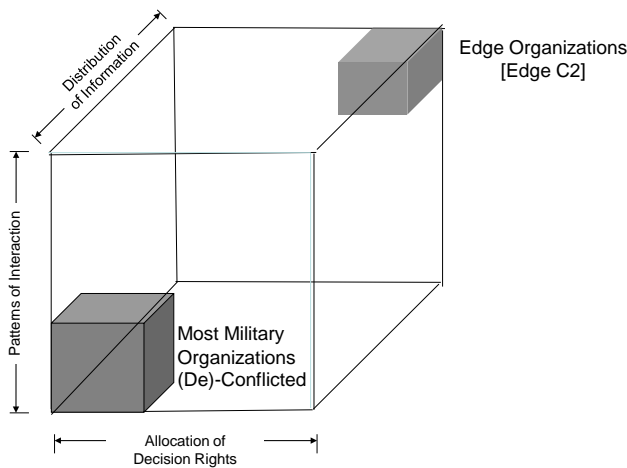 Distribution
of Information
Edge Organizations
[Edge C2]
Patterns of Interaction
Most Military
Organizations
(De)-Conflicted
Allocation of
Decision Rights